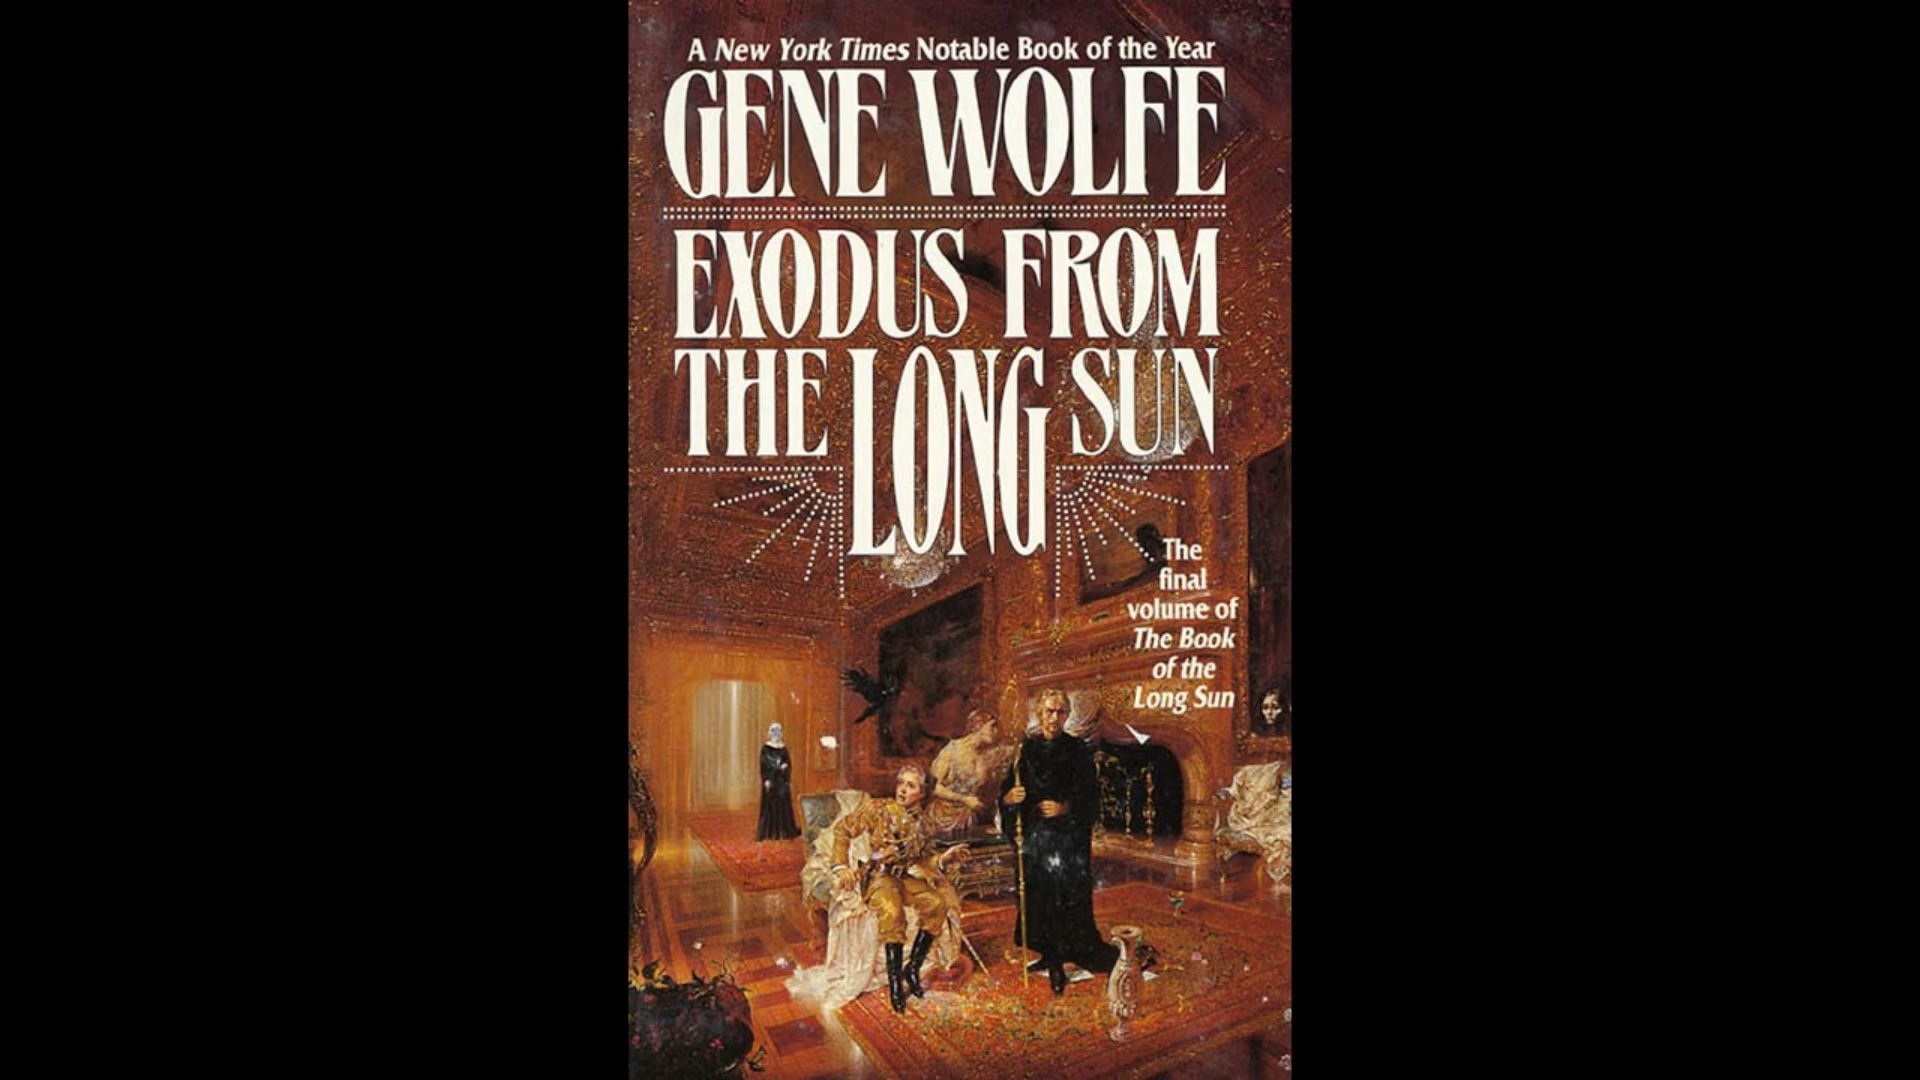 A New York Times Notable Book of the Year
GENE WOLFE
EXODUS FROM
THE LONG SUN
The
final
volume of
The Book
of the
Long Sun